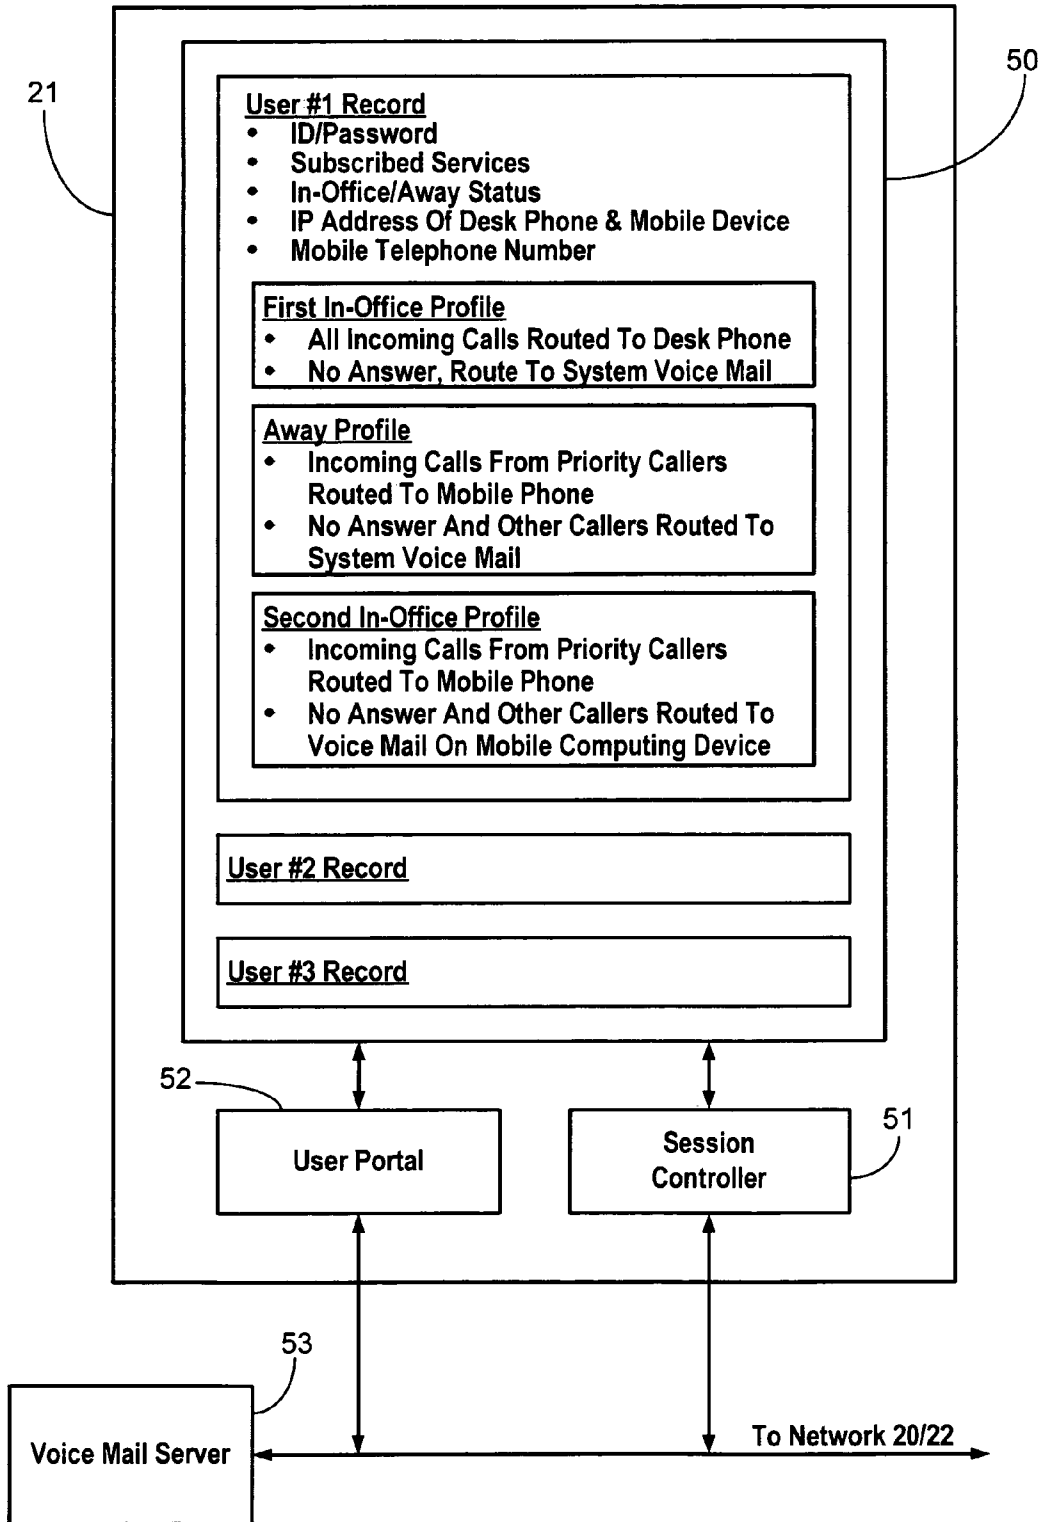 21
50
User #1 Record
• ID/Password
• Subscribed Services
• In-Office/Away Status
• IP Address Of Desk Phone & Mobile Device
• Mobile Telephone Number
First In-Office Profile
• All Incoming Calls Routed To Desk Phone
• No Answer, Route To System Voice Mail
Away Profile
• Incoming Calls From Priority Callers
Routed To Mobile Phone
• No Answer And Other Callers Routed To
System Voice Mail
Second In-Office Profile
• Incoming Calls From Priority Callers
Routed To Mobile Phone
• No Answer And Other Callers Routed To
Voice Mail On Mobile Computing Device
User #2 Record
User #3 Record
52
User Portal
51
Session
Controller
53
Voice Mail Server
To Network 20/22